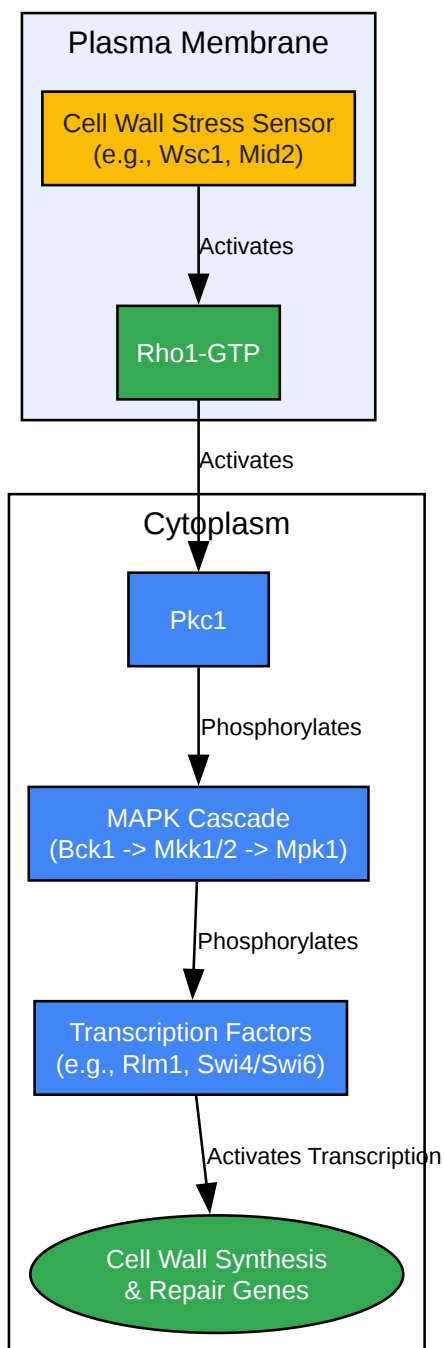 Plasma Membrane
Cell Wall Stress Sensor
(e.g., Wsc1, Mid2)
Activates
Rho1-GTP
Activates
Cytoplasm
Pkc1
Phosphorylates
MAPK Cascade
(Bck1 -> Mkk1/2 -> Mpk1)
Phosphorylates
Transcription Factors
(e.g., Rlm1, Swi4/Swi6)
Activates Transcription
Cell Wall Synthesis
& Repair Genes